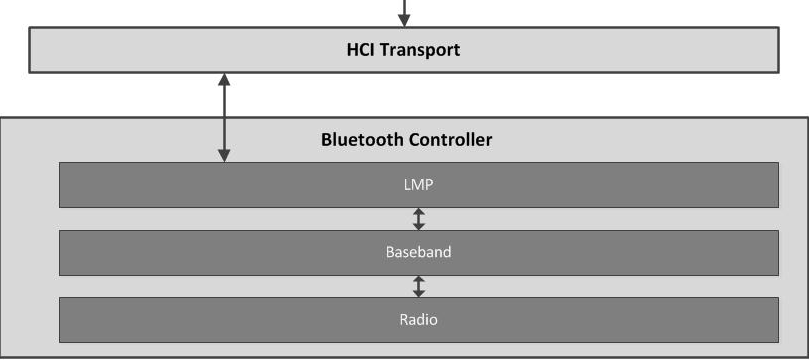 HCI Transport
Bluetooth Controller
LMP
Baseband
Radio